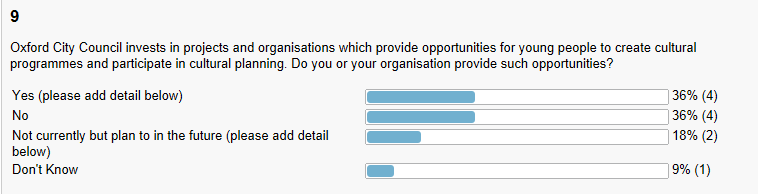 9
Oxford City Council invests in projects and organisations which provide opportunities for young people to create cultural
programmes and participate in cultural planning. Do you or your organisation provide such opportunities?
Yes (please add detail below) 36% (4)
No 36% (4)
Not currently but plan to in the future (please add detail 18% (2)
below)
Don't Know 9% (1)